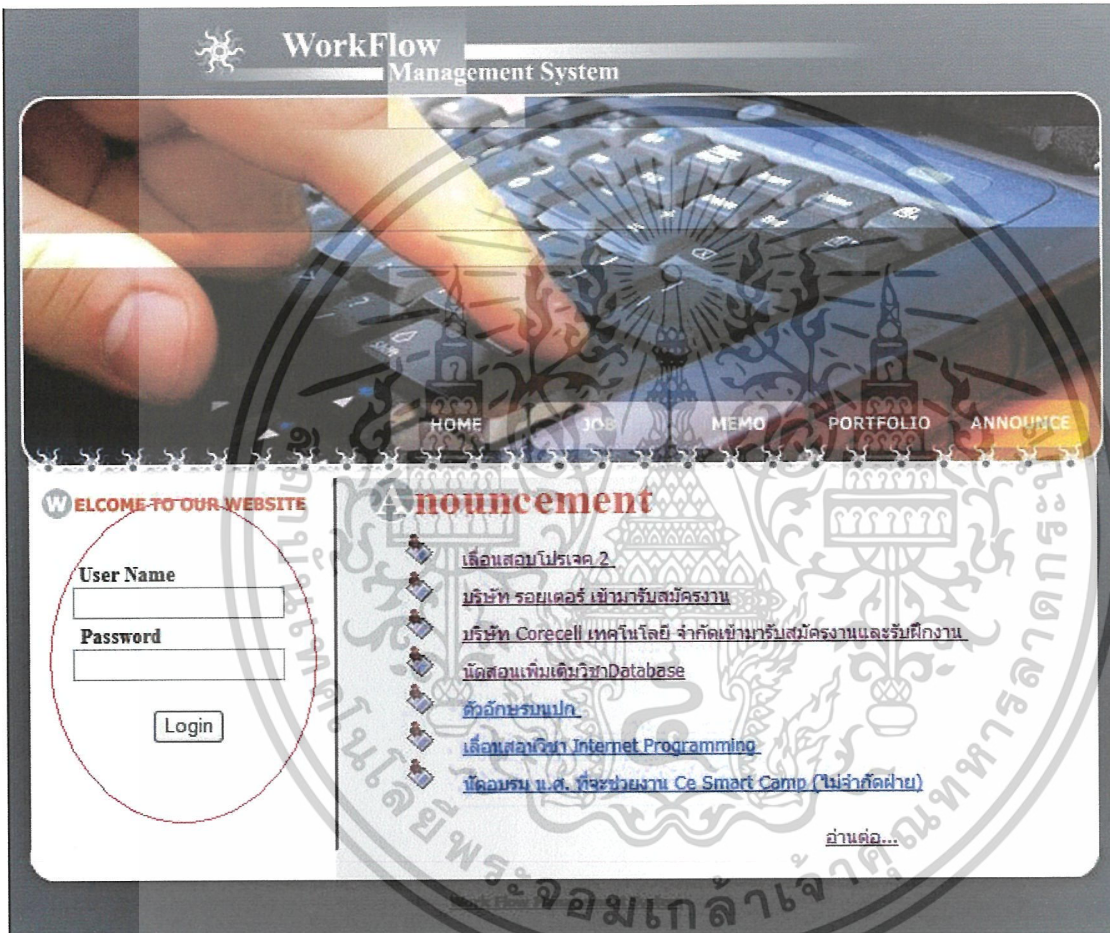 WorkFlow
Management System
HOME JOB MEMO PORTFOLIO ANNOUNCE
WELCOME TO OUR WEBSITE
Anouncement
User Name
Password
Login
เลื่อนสอบโปรเจค 2
บริษัท รอยเตอร์ เข้ามารับสมัครงาน
บริษัท Corecell เทคโนโลยี จำกัดเข้ามารับสมัครงานและรับฝึกงาน
นัดสอนเพิ่มเติมวิชาDatabase
ตัวอักษรบนแปก
เลื่อนสอนวิชา Internet Programming
นัดอบรม น.ศ. ที่จะช่วยงาน Ce Smart Camp (ไม่จำกัดฝ่าย)
อ่านต่อ...
Work Flow Management System